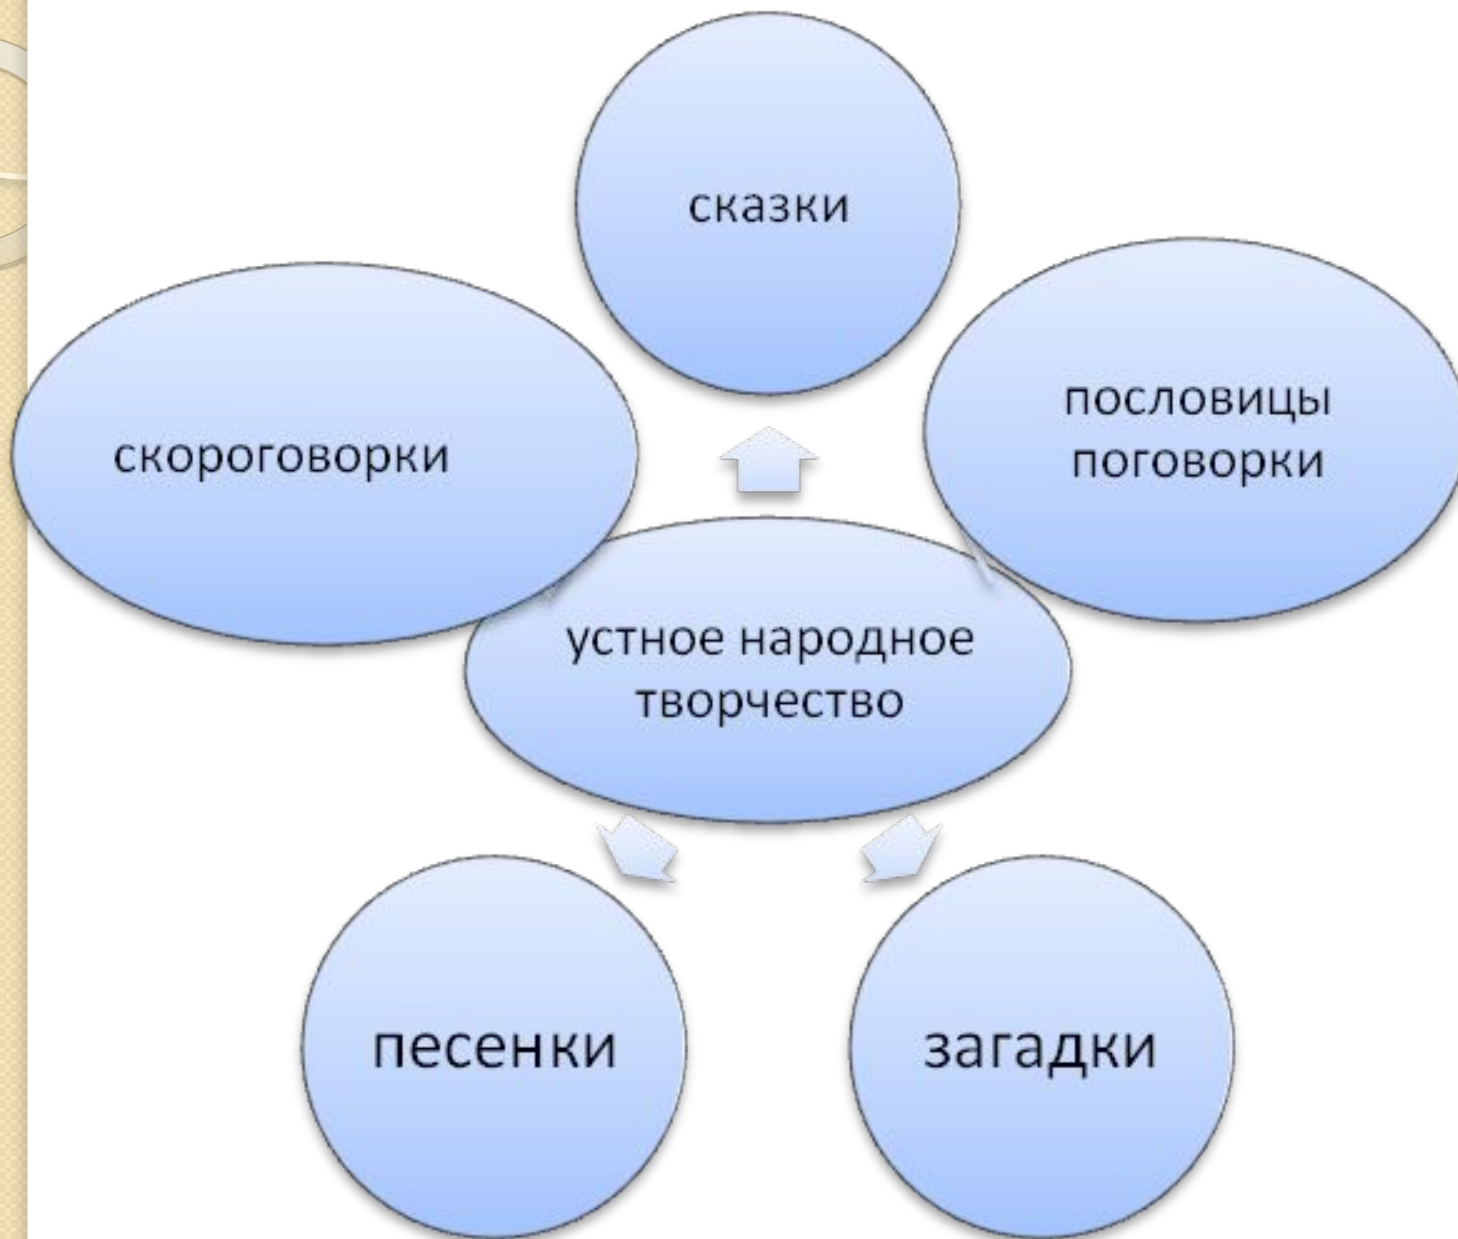 сказки
скороговорки
пословицы
поговорки
устное народное
творчество
песенки
загадки